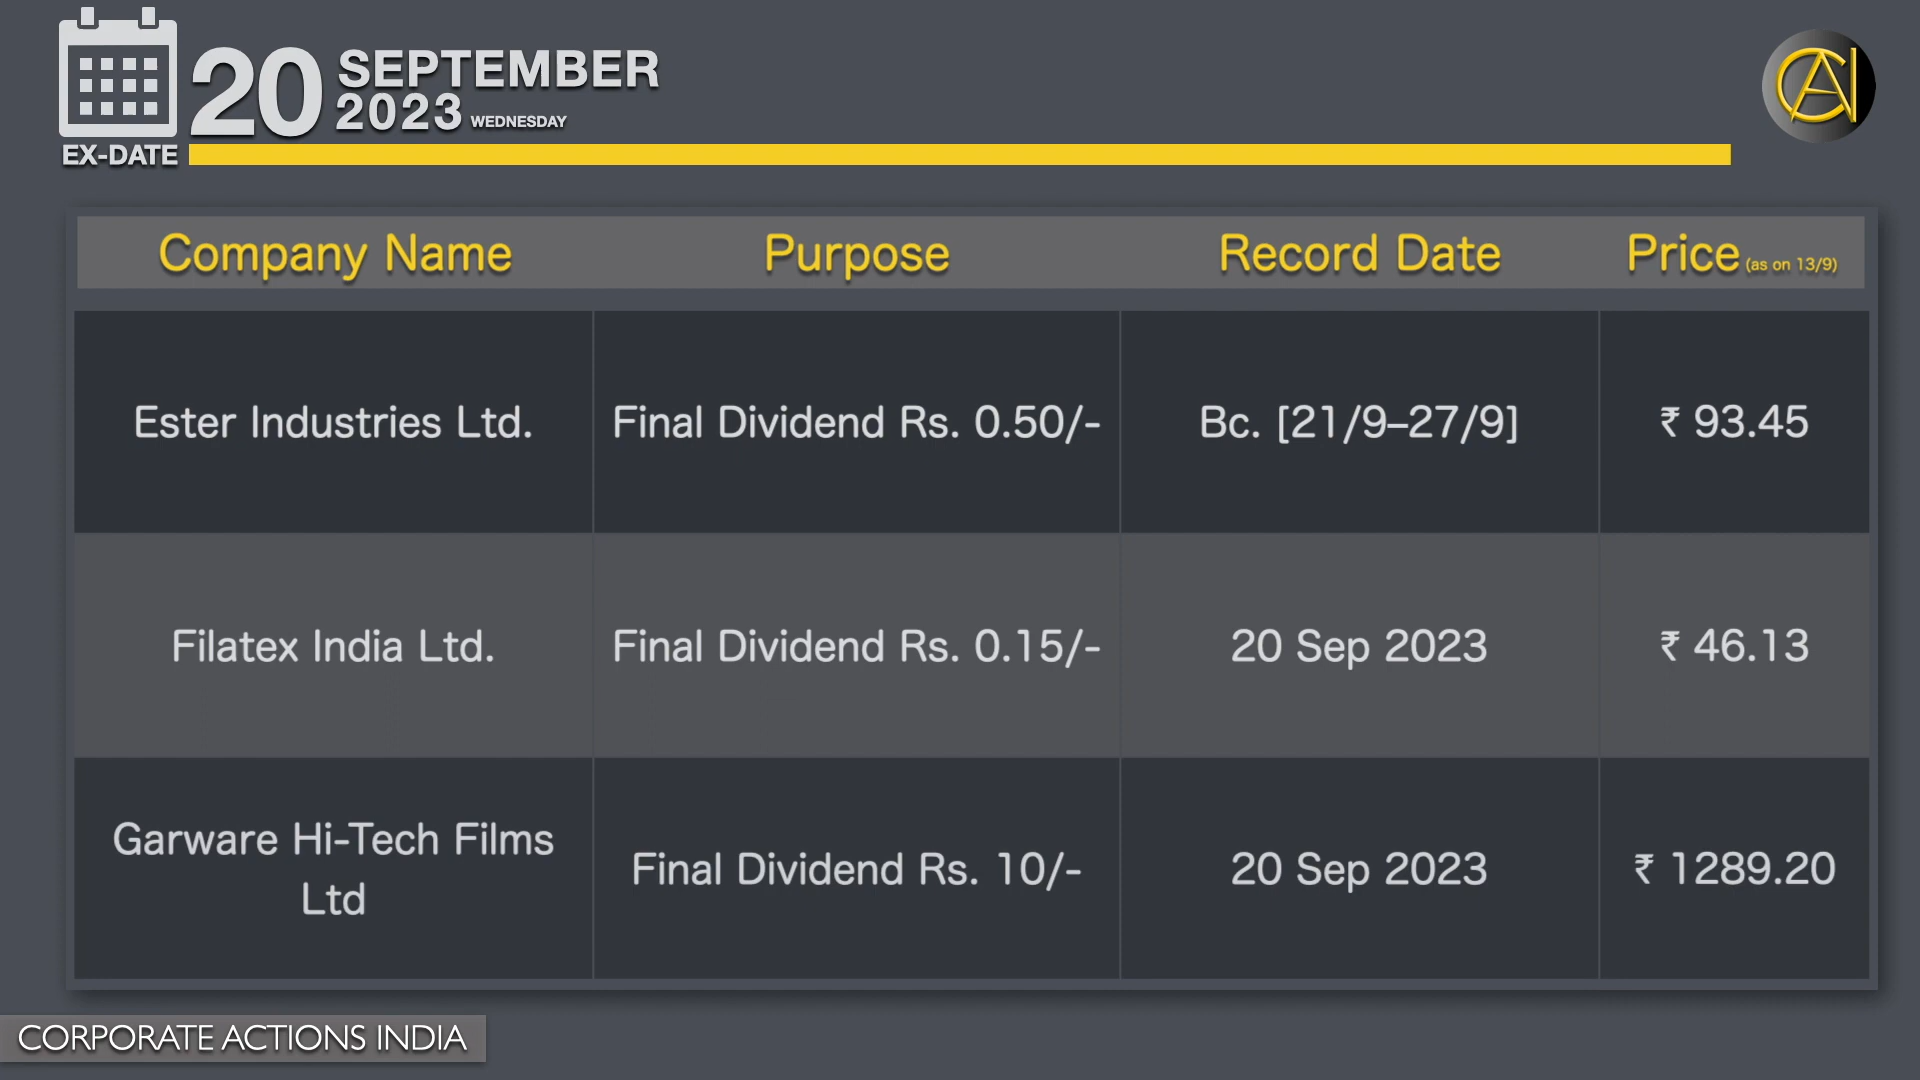 20 SEPTEMBER
2023 WEDNESDAY
EX-DATE
CAI
Company Name Purpose Record Date Price (as on 13/9)
Ester Industries Ltd. Final Dividend Rs. 0.50/- Bc. [21/9–27/9] ₹ 93.45
Filatex India Ltd. Final Dividend Rs. 0.15/- 20 Sep 2023 ₹ 46.13
Garware Hi-Tech Films
Ltd Final Dividend Rs. 10/- 20 Sep 2023 ₹ 1289.20
CORPORATE ACTIONS INDIA